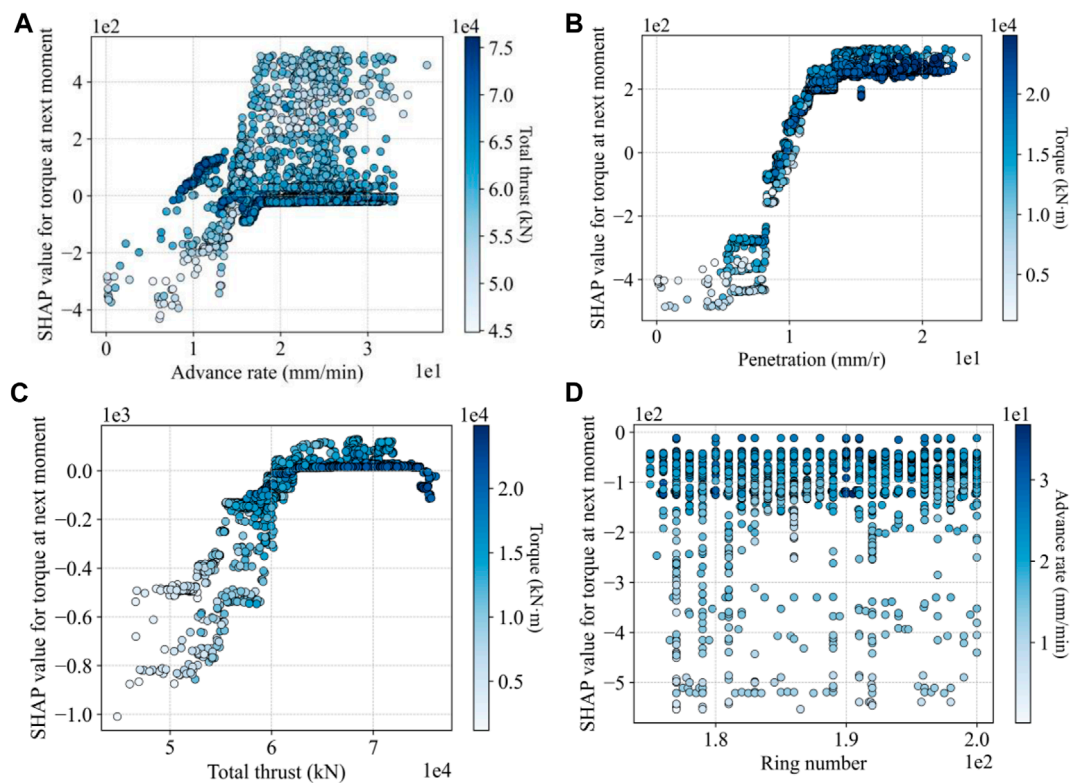 A
1e2
SHAP value for torque at next moment
4
2
0
−2
−4
0
1
2
3
1e1
Advance rate (mm/min)
1e4
7.5
7.0
6.5
6.0
5.5
5.0
4.5
Total thrust (kN)
B
1e2
SHAP value for torque at next moment
2
0
−2
−4
0
1
2
1e1
Penetration (mm/r)
1e4
2.0
1.5
1.0
0.5
Torque (kN·m)
C
1e3
SHAP value for torque at next moment
0.0
−0.2
−0.4
−0.6
−0.8
−1.0
5
6
7
1e4
Total thrust (kN)
1e4
2.0
1.5
1.0
0.5
Torque (kN·m)
D
1e2
SHAP value for torque at next moment
0
−1
−2
−3
−4
−5
1.8
1.9
2.0
1e2
Ring number
1e1
3
2
1
Advance rate (mm/min)